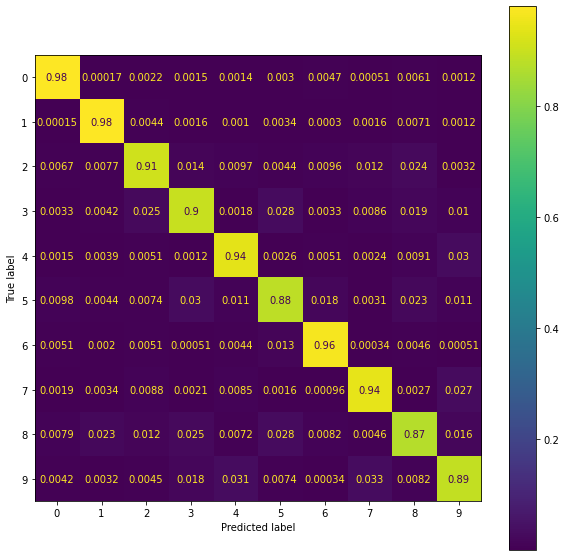 0 0.98 0.00017 0.0022 0.0015 0.0014 0.003 0.0047 0.00051 0.0061 0.0012
1 0.00015 0.98 0.0044 0.0016 0.001 0.0034 0.0003 0.0016 0.0071 0.0012
0.8
2 0.0067 0.0077 0.91 0.014 0.0097 0.0044 0.0096 0.012 0.024 0.0032
3 0.0033 0.0042 0.025 0.9 0.0018 0.028 0.0033 0.0086 0.019 0.01
0.6
4 0.0015 0.0039 0.0051 0.0012 0.94 0.0026 0.0051 0.0024 0.0091 0.03
True label
5 0.0098 0.0044 0.0074 0.03 0.011 0.88 0.018 0.0031 0.023 0.011
0.4
6 0.0051 0.002 0.0051 0.00051 0.0044 0.013 0.96 0.00034 0.0046 0.00051
7 0.0019 0.0034 0.0088 0.0021 0.0085 0.0016 0.00096 0.94 0.0027 0.027
0.2
8 0.0079 0.023 0.012 0.025 0.0072 0.028 0.0082 0.0046 0.87 0.016
9 0.0042 0.0032 0.0045 0.018 0.031 0.0074 0.00034 0.033 0.0082 0.89
0 1 2 3 4 5 6 7 8 9
Predicted label